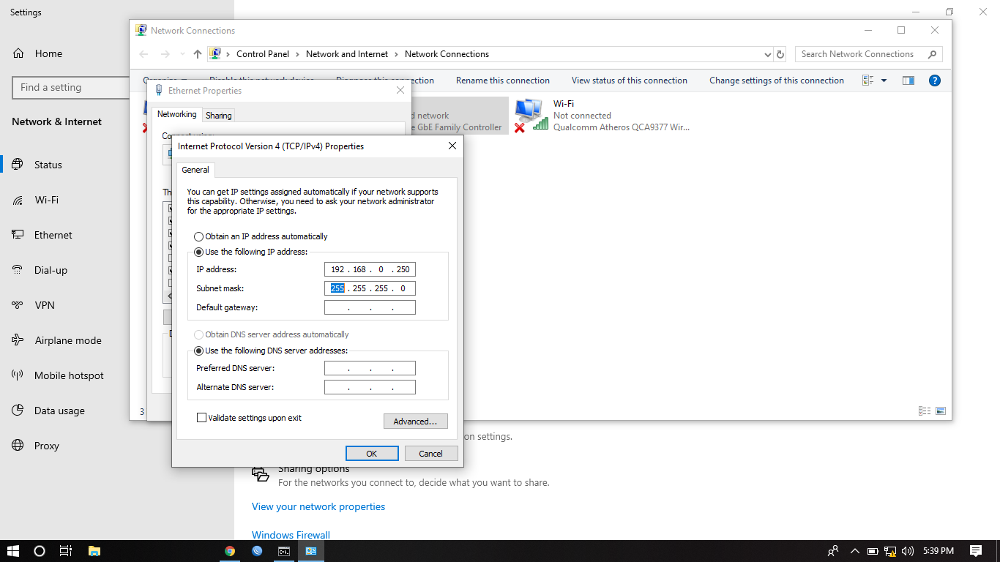 Settings
Network Connections
Control Panel > Network and Internet > Network Connections
Search Network Connections
Home
Find a setting
Network & Internet
Status
Wi-Fi
Ethernet
Dial-up
VPN
Airplane mode
Mobile hotspot
Data usage
Proxy
Rename this connection
View status of this connection
Change settings of this connection
Ethernet Properties
Networking
Sharing
d network
e GbE Family Controller
Wi-Fi
Not connected
Qualcomm Atheros QCA9377 Wir...
Internet Protocol Version 4 (TCP/IPv4) Properties
General
You can get IP settings assigned automatically if your network supports
this capability. Otherwise, you need to ask your network administrator
for the appropriate IP settings.
Obtain an IP address automatically
Use the following IP address:
IP address: 192 . 168 . 0 . 250
Subnet mask: 255 . 255 . 255 . 0
Default gateway: . . .
Obtain DNS server address automatically
Use the following DNS server addresses:
Preferred DNS server: . . .
Alternate DNS server: . . .
Validate settings upon exit
Advanced...
OK
Cancel
3
on settings.
Sharing options
For the networks you connect to, decide what you want to share.
View your network properties
Windows Firewall
5:39 PM